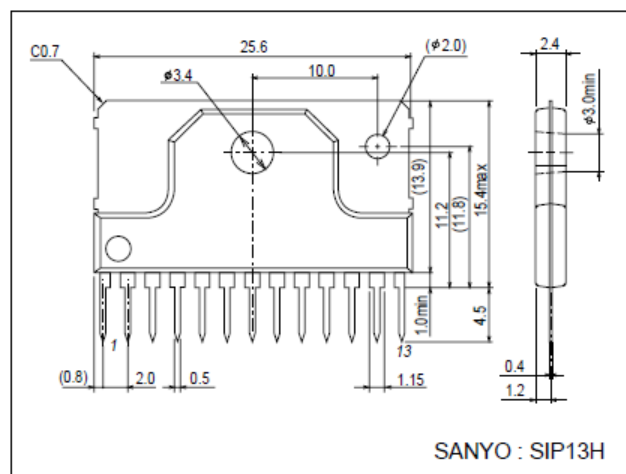 25.6
C0.7
ϕ3.4
10.0
(ϕ2.0)
2.4
ϕ3.0min
(13.9)
11.2
(11.8)
15.4max
1.0min
4.5
1
13
(0.8)
2.0
0.5
1.15
0.4
1.2
SANYO : SIP13H